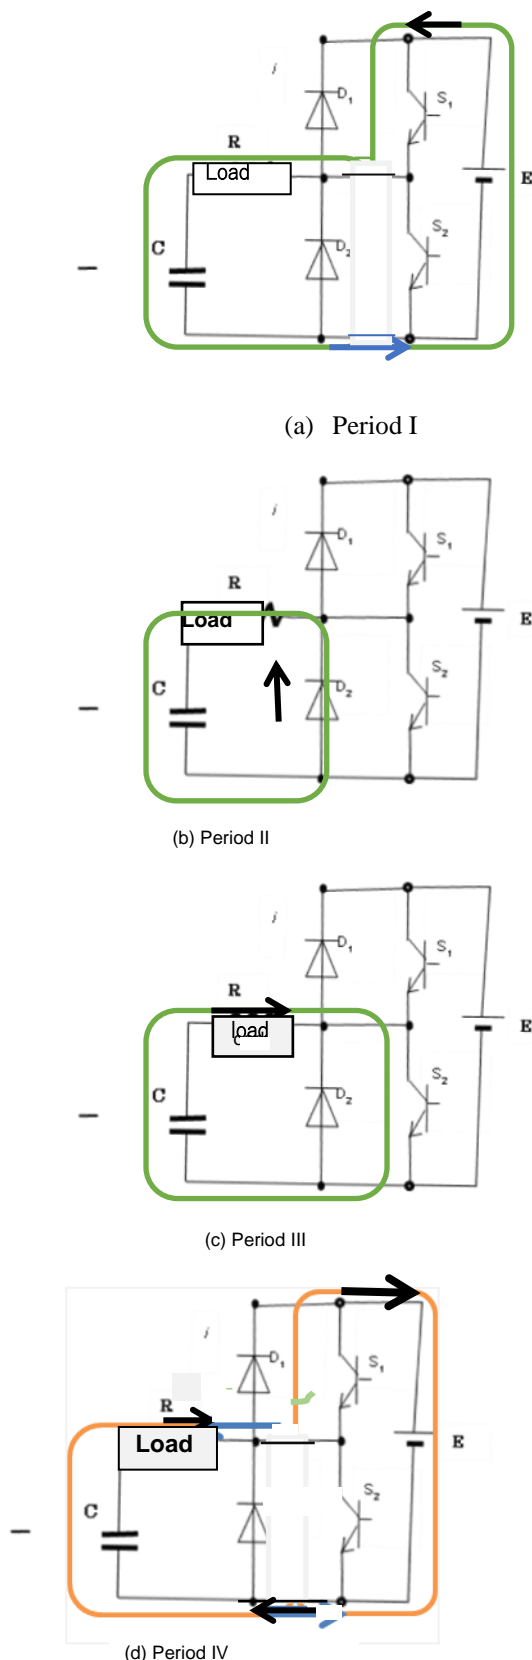 i
D₁
S₁
R
Load
E
S₂
D₂
C
(a) Period I
i
D₁
S₁
R
Load
E
S₂
D₂
C
(b) Period II
i
D₁
S₁
R
load
E
S₂
D₂
C
(c) Period III
i
D₁
S₁
R
Load
E
S₂
C
(d) Period IV